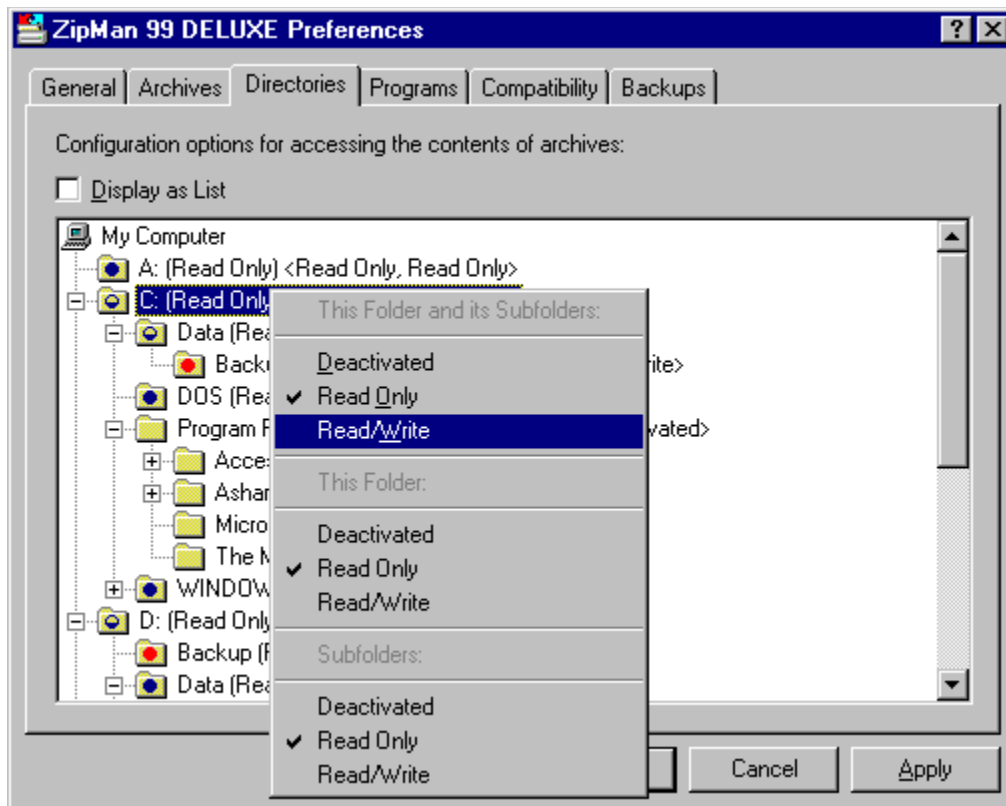 ZipMan 99 DELUXE Preferences
General Archives Directories Programs Compatibility Backups
Configuration options for accessing the contents of archives:
Display as List
My Computer
A: (Read Only) <Read Only, Read Only>
C: (Read Only
Data (Rea
Backu
rite>
DOS (Rea
Program F
vated>
Acces
Ashar
Micro
The M
WINDOW
D: (Read Only
Backup (R
Data (Rea
This Folder and its Subfolders:
Deactivated
Read Only
Read/Write
This Folder:
Deactivated
Read Only
Read/Write
Subfolders:
Deactivated
Read Only
Read/Write
Cancel Apply